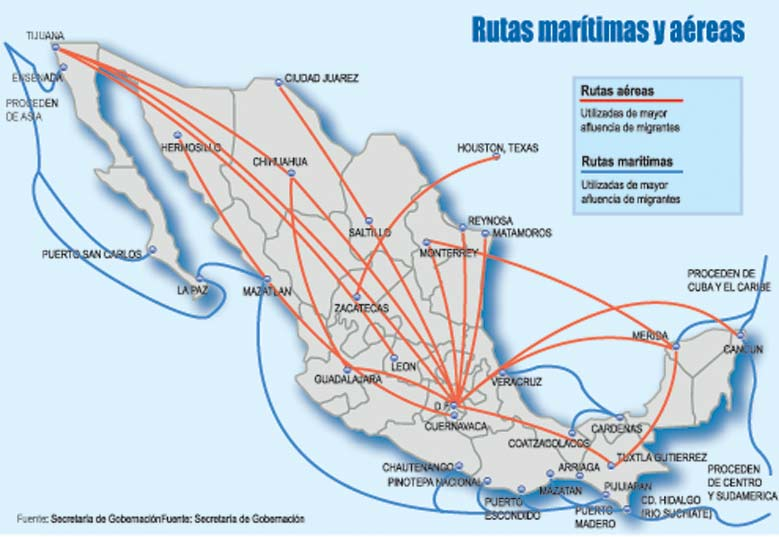 Rutas marítimas y aéreas
Rutas aéreas
Utilizadas de mayor
afluencia de migrantes
Rutas maritimas
Utilizadas de mayor
afluencia de migrantes
TIJUANA
ENSENADA
PROCEDEN
DE ASIA
CIUDAD JUAREZ
HERMOSILLO
CHIHUAHUA
HOUSTON, TEXAS
SALTILLO
REYNOSA
MATAMOROS
MONTERREY
PUERTO SAN CARLOS
LA PAZ
MAZATLAN
ZACATECAS
PROCEDEN DE
CUBA Y EL CARIBE
MERIDA
CANCUN
GUADALAJARA
LEON
VERACRUZ
D.F.
CUERNAVACA
CARDENAS
COATZACOLACOS
TUXTLA GUTIERREZ
CHAUTENANGO
PINOTEPA NACIONAL
ARRIAGA
MAZATAN
PIJIJIAPAN
PUERTO
ESCONDIDO
PUERTO
MADERO
CD. HIDALGO
(RIO SUCHIATE)
PROCEDEN
DE CENTRO
Y SUDAMERICA
Fuente: Secretaría de GobernaciónFuente: Secretaría de Gobernación